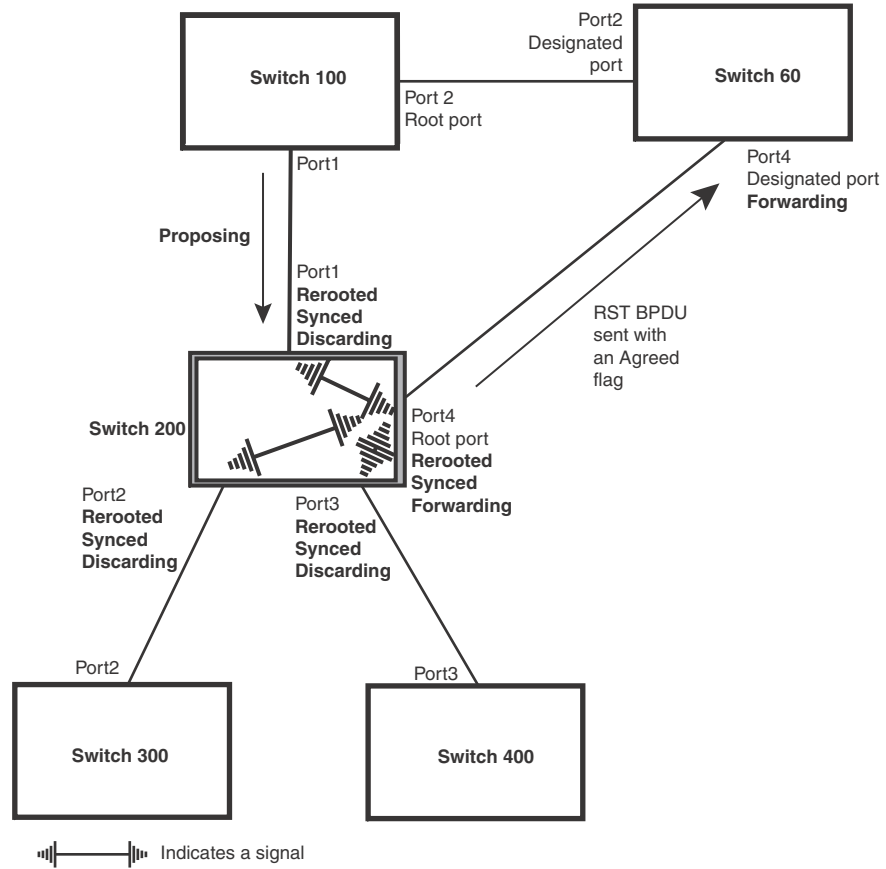 Port2
Designated
port
Switch 100
Switch 60
Port 2
Root port
Port1
Port4
Designated port
Forwarding
Proposing
Port1
Rerooted
Synced
Discarding
RST BPDU
sent with
an Agreed
flag
Switch 200
Port4
Root port
Rerooted
Synced
Forwarding
Port2
Rerooted
Synced
Discarding
Port3
Rerooted
Synced
Discarding
Port2
Port3
Switch 300
Switch 400
Indicates a signal